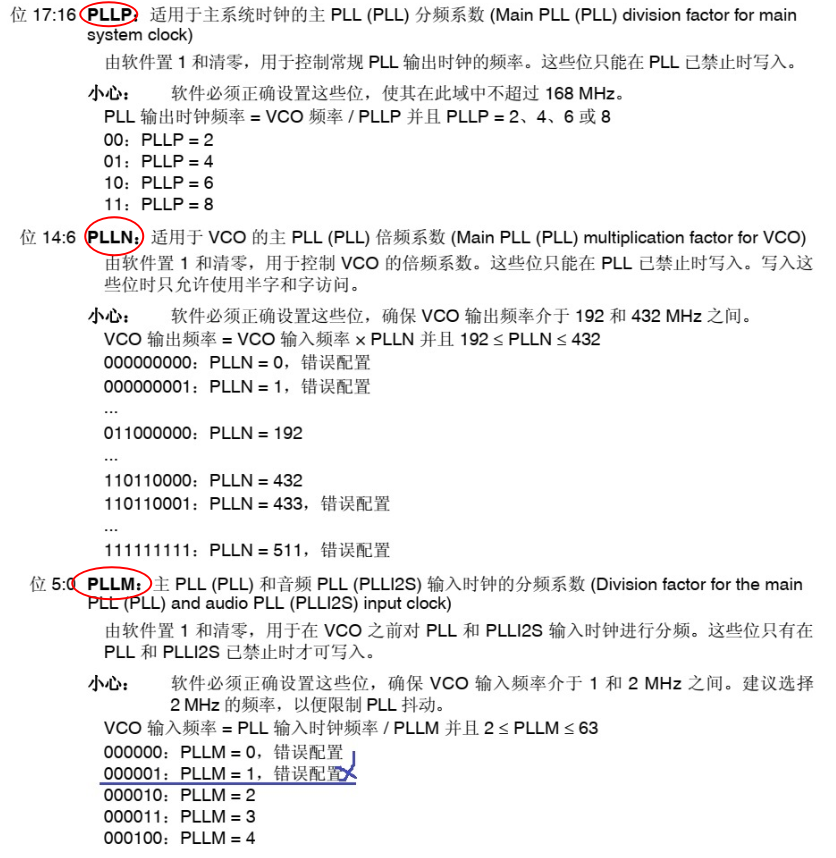 位 17:16 PLLP：适用于主系统时钟的主 PLL (PLL) 分频系数 (Main PLL (PLL) division factor for main
system clock)
由软件置 1 和清零，用于控制常规 PLL 输出时钟的频率。这些位只能在 PLL 已禁止时写入。
小心： 软件必须正确设置这些位，使其在此域中不超过 168 MHz。
PLL 输出时钟频率 = VCO 频率 / PLLP 并且 PLLP = 2、4、6 或 8
00：PLLP = 2
01：PLLP = 4
10：PLLP = 6
11：PLLP = 8
位 14:6 PLLN：适用于 VCO 的主 PLL (PLL) 倍频系数 (Main PLL (PLL) multiplication factor for VCO)
由软件置 1 和清零，用于控制 VCO 的倍频系数。这些位只能在 PLL 已禁止时写入。写入这
些位时只允许使用半字和字访问。
小心： 软件必须正确设置这些位，确保 VCO 输出频率介于 192 和 432 MHz 之间。
VCO 输出频率 = VCO 输入频率 × PLLN 并且 192 ≤ PLLN ≤ 432
000000000：PLLN = 0，错误配置
000000001：PLLN = 1，错误配置
...
011000000：PLLN = 192
...
110110000：PLLN = 432
110110001：PLLN = 433，错误配置
...
111111111：PLLN = 511，错误配置
位 5:0 PLLM：主 PLL (PLL) 和音频 PLL (PLLI2S) 输入时钟的分频系数 (Division factor for the main
PLL (PLL) and audio PLL (PLLI2S) input clock)
由软件置 1 和清零，用于在 VCO 之前对 PLL 和 PLLI2S 输入时钟进行分频。这些位只有在
PLL 和 PLLI2S 已禁止时才可写入。
小心： 软件必须正确设置这些位，确保 VCO 输入频率介于 1 和 2 MHz 之间。建议选择
2 MHz 的频率，以便限制 PLL 抖动。
VCO 输入频率 = PLL 输入时钟频率 / PLLM 并且 2 ≤ PLLM ≤ 63
000000：PLLM = 0，错误配置
000001：PLLM = 1，错误配置
000010：PLLM = 2
000011：PLLM = 3
000100：PLLM = 4